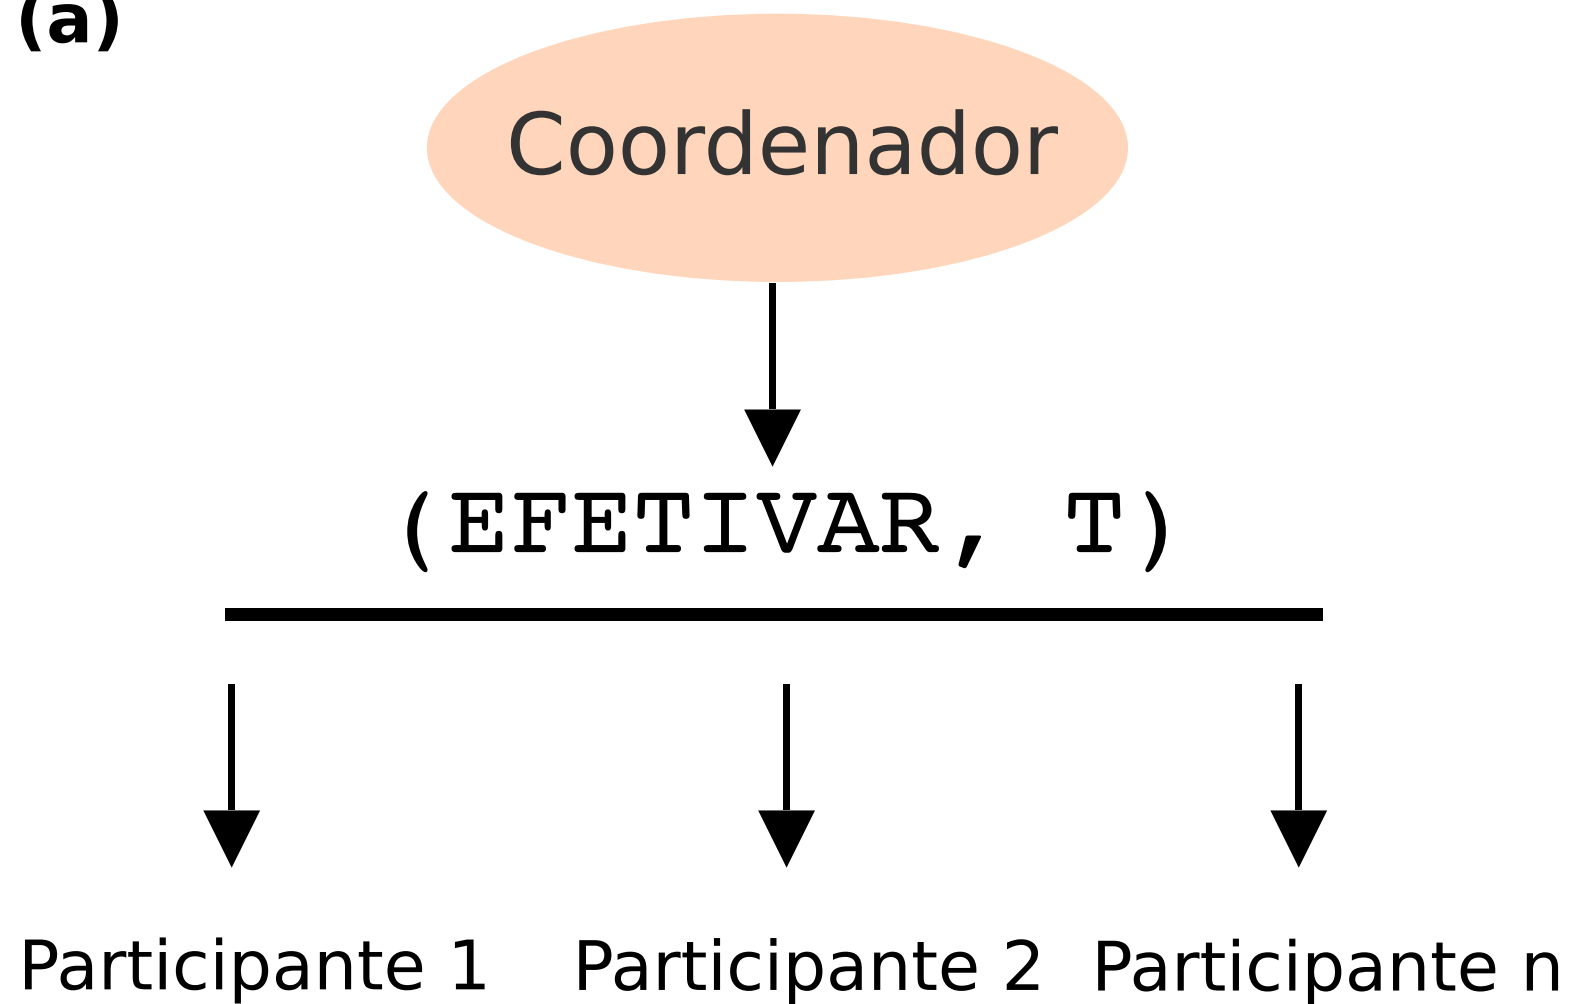 (a)
Coordenador
(EFETIVAR, T)
Participante 1 Participante 2 Participante n